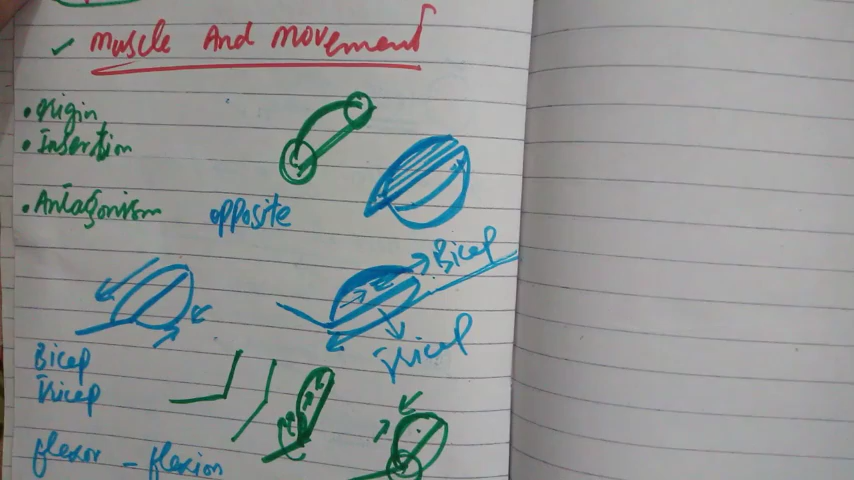 ✓ Muscle And Movement
• Origin
• Insertion
• Antagonism opposite
Bicep
Tricep
Bicep
Tricep
flexor - flexion